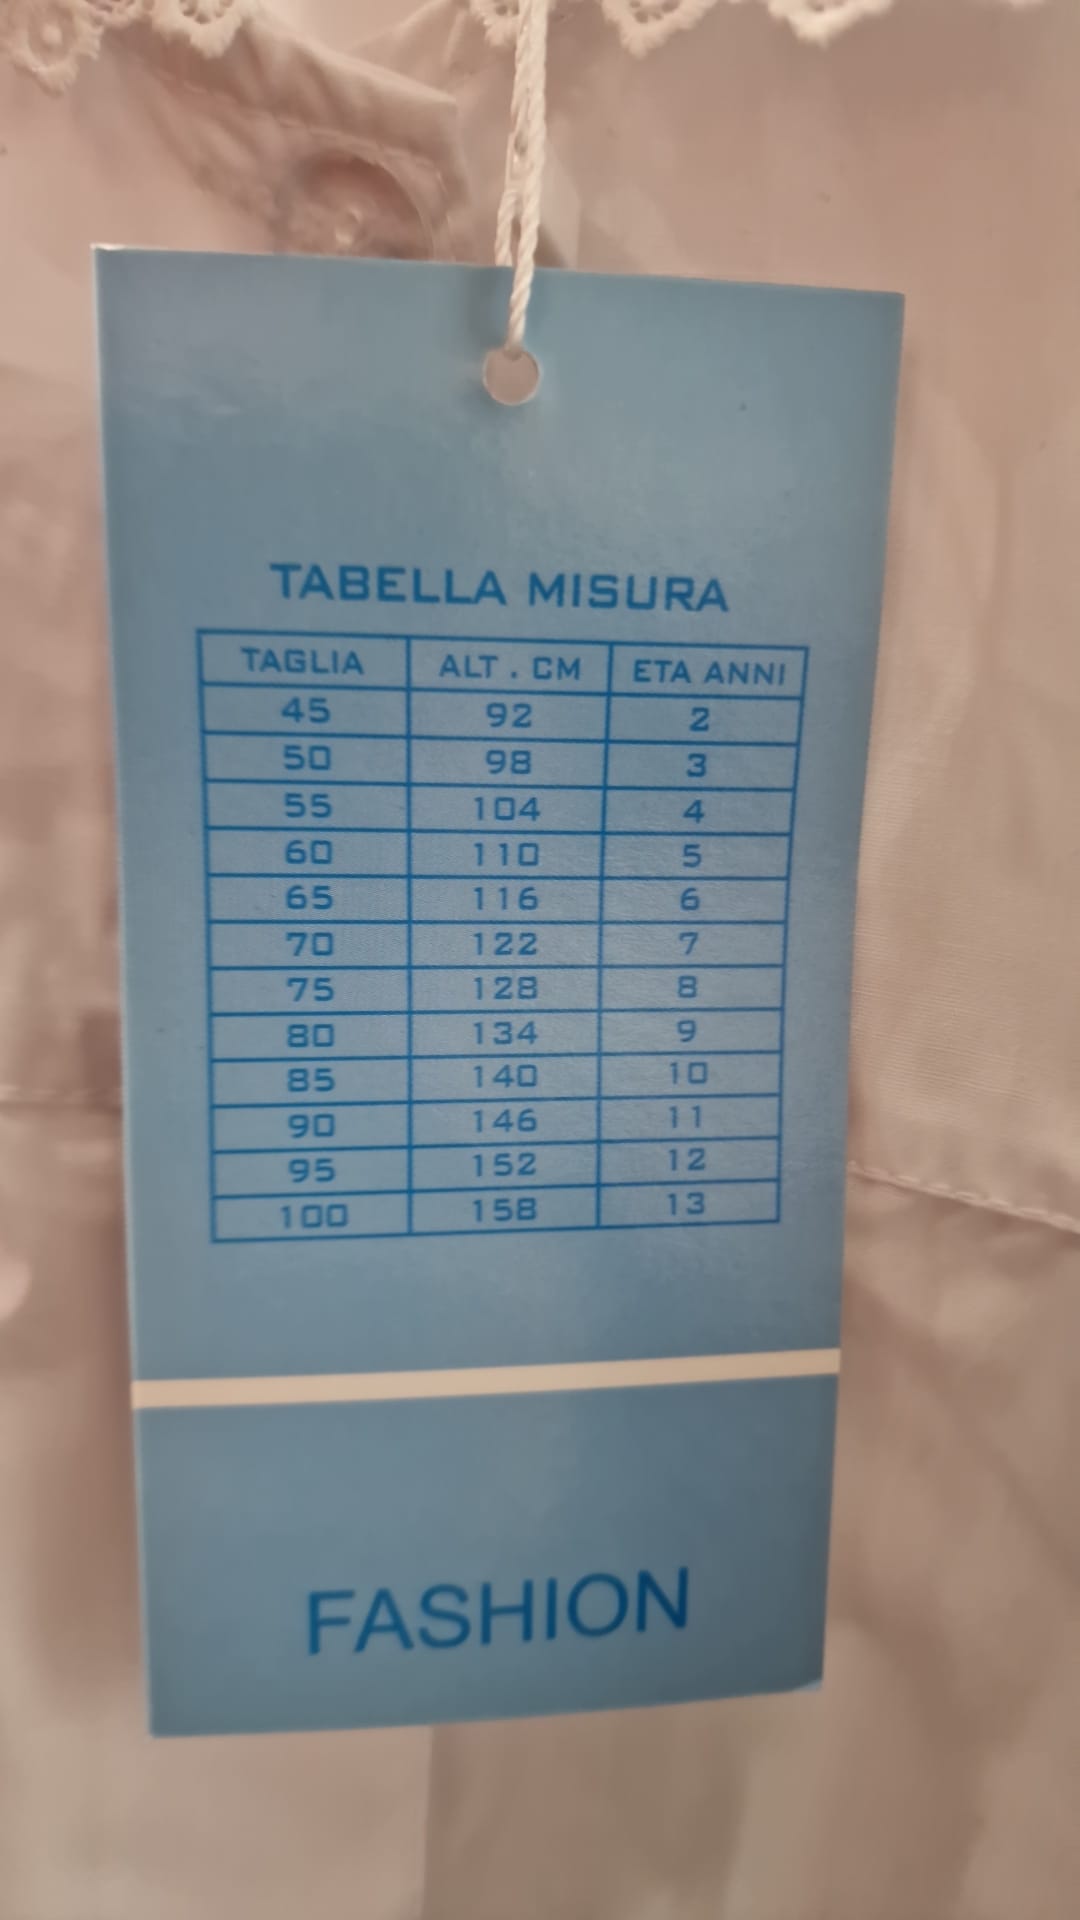 TABELLA MISURA
TAGLIA ALT . CM ETA ANNI
45 92 2
50 98 3
55 104 4
60 110 5
65 116 6
70 122 7
75 128 8
80 134 9
85 140 10
90 146 11
95 152 12
100 158 13
FASHION